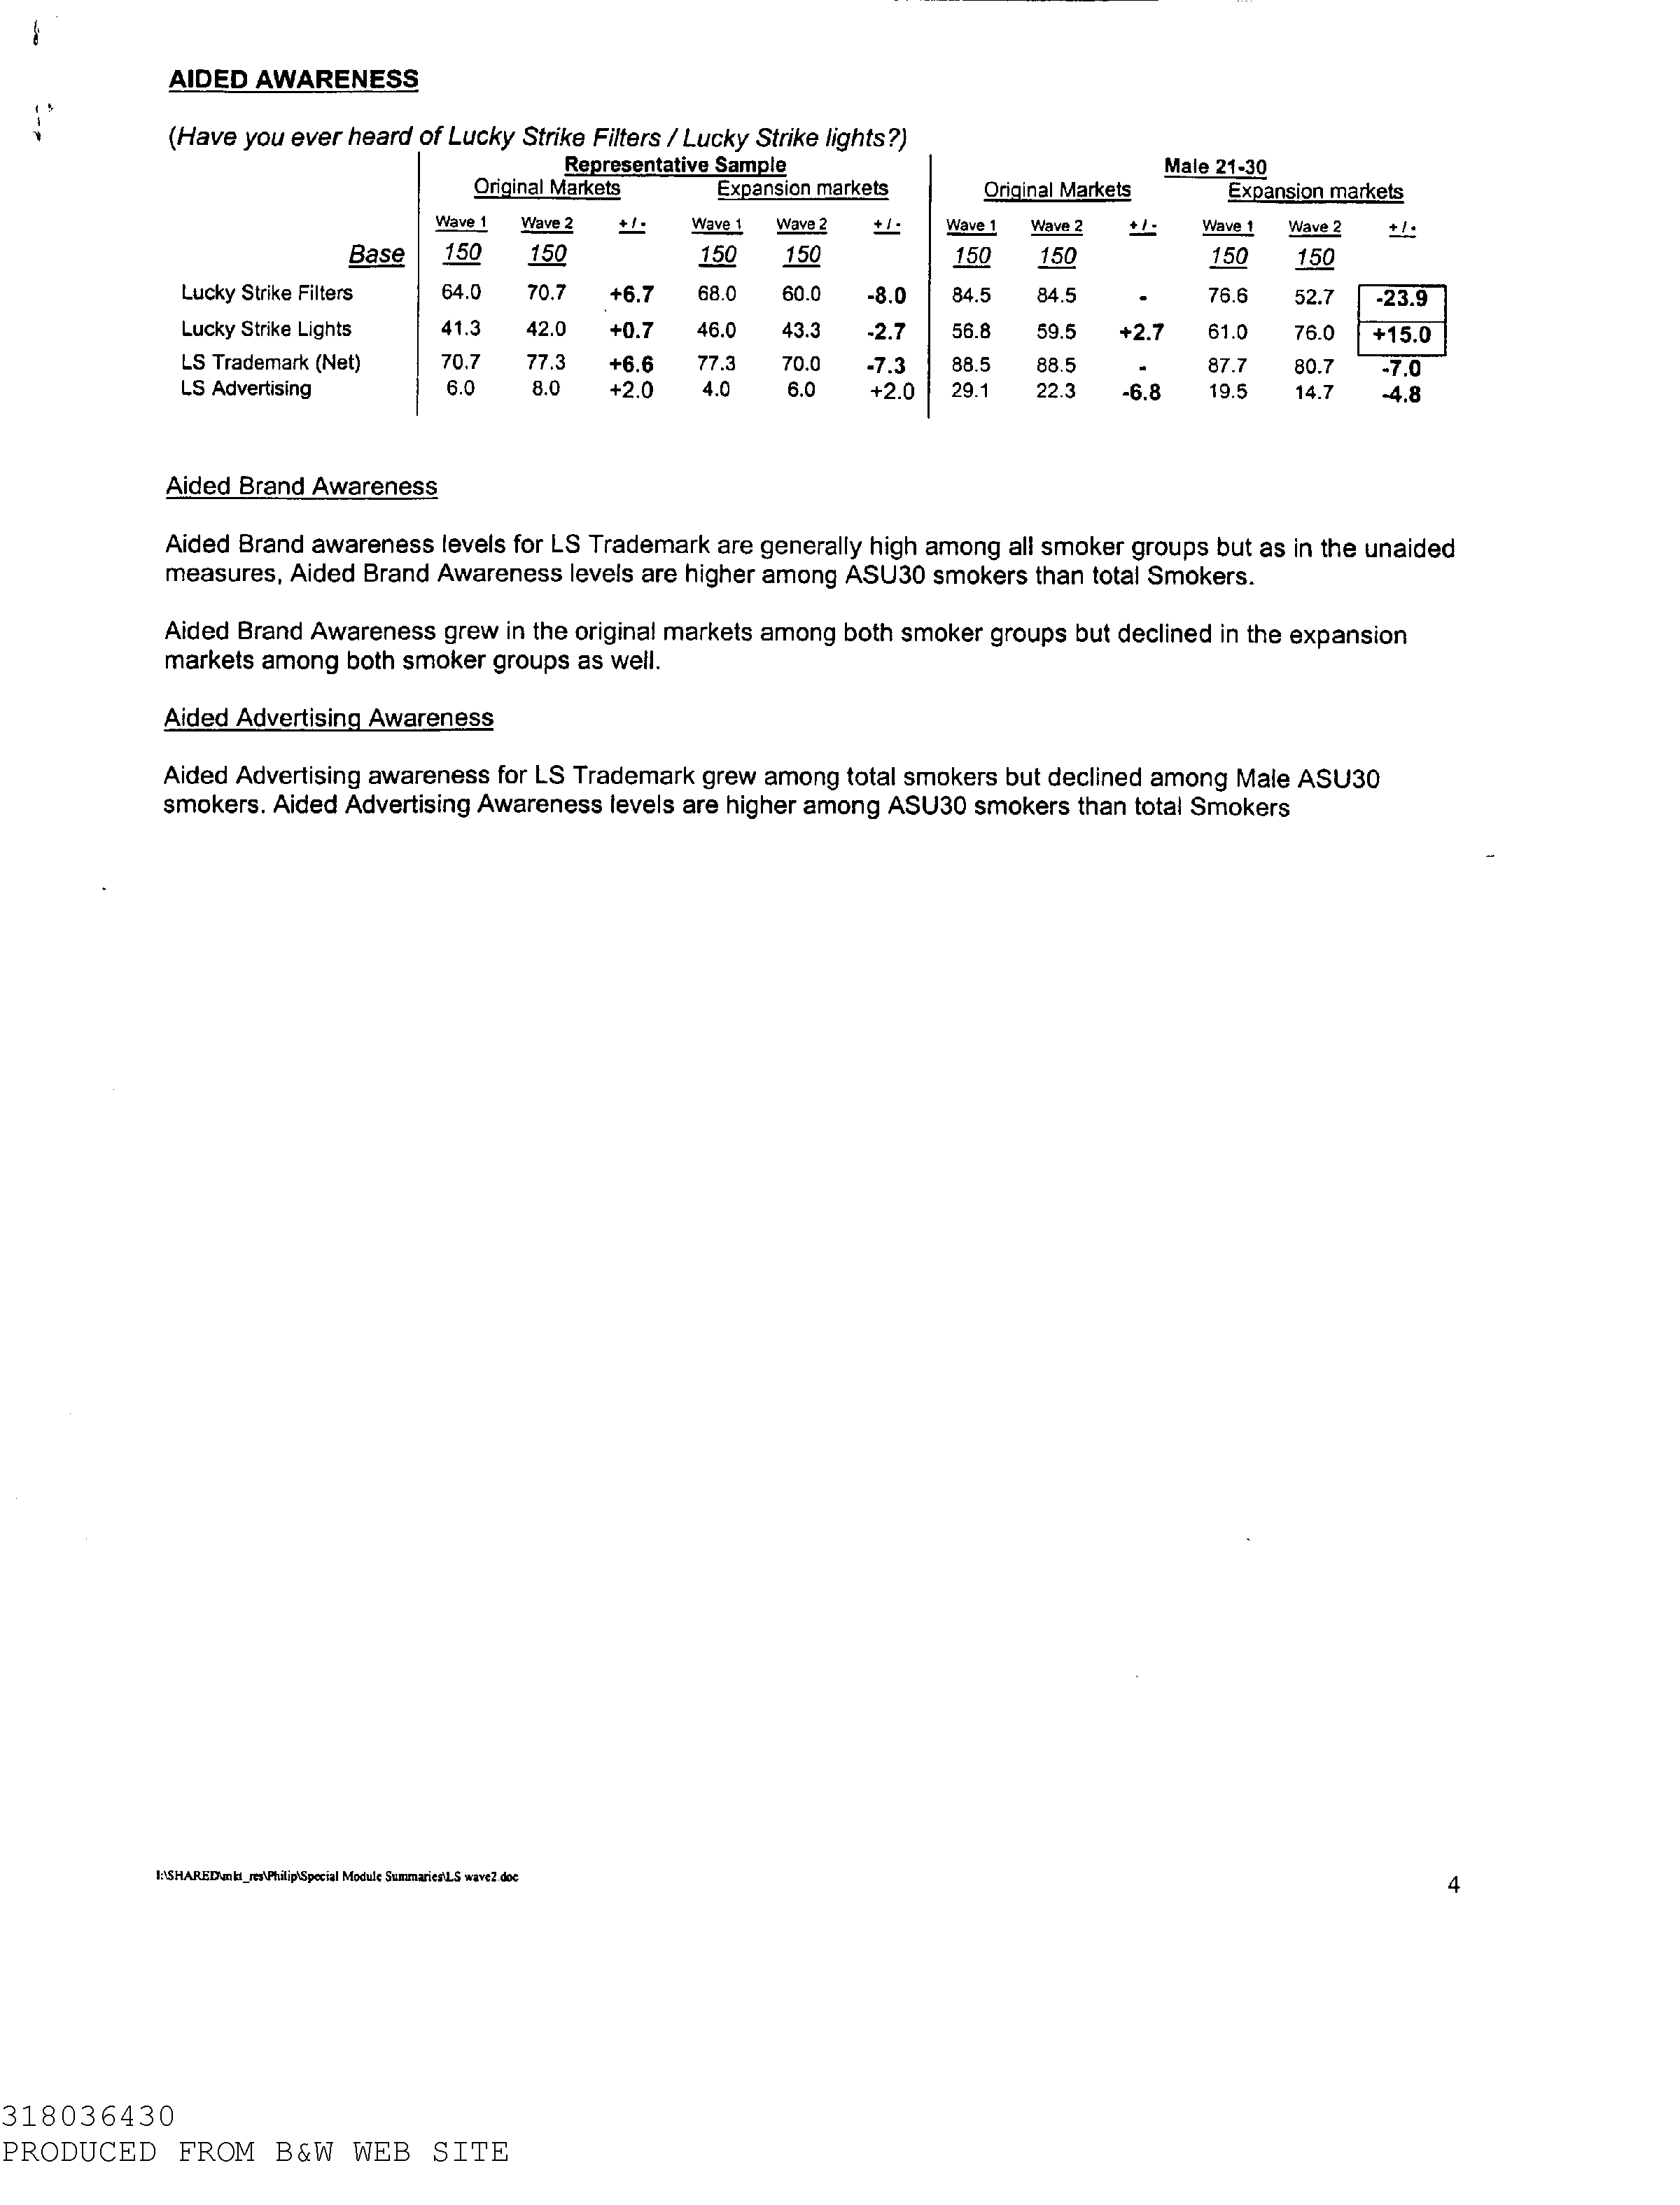 AIDED AWARENESS
(Have you ever heard of Lucky Strike Filters / Lucky Strike lights?)
Representative Sample Male 21-30
Original Markets Expansion markets Original Markets Expansion markets
Wave 1 Wave 2 + / - Wave 1 Wave 2 + / - Wave 1 Wave 2 + / - Wave 1 Wave 2 + / -
Base 150 150 150 150 150 150 150 150
Lucky Strike Filters 64.0 70.7 +6.7 68.0 60.0 -8.0 84.5 84.5 - 76.6 52.7 -23.9
Lucky Strike Lights 41.3 42.0 +0.7 46.0 43.3 -2.7 56.8 59.5 +2.7 61.0 76.0 +15.0
LS Trademark (Net) 70.7 77.3 +6.6 77.3 70.0 -7.3 88.5 88.5 - 87.7 80.7 -7.0
LS Advertising 6.0 8.0 +2.0 4.0 6.0 +2.0 29.1 22.3 -6.8 19.5 14.7 -4.8
Aided Brand Awareness
Aided Brand awareness levels for LS Trademark are generally high among all smoker groups but as in the unaided
measures, Aided Brand Awareness levels are higher among ASU30 smokers than total Smokers.
Aided Brand Awareness grew in the original markets among both smoker groups but declined in the expansion
markets among both smoker groups as well.
Aided Advertising Awareness
Aided Advertising awareness for LS Trademark grew among total smokers but declined among Male ASU30
smokers. Aided Advertising Awareness levels are higher among ASU30 smokers than total Smokers
I:\SHARED\mkt_res\Philip\Special Module Summaries\LS wave2.doc
4
318036430
PRODUCED FROM B&W WEB SITE